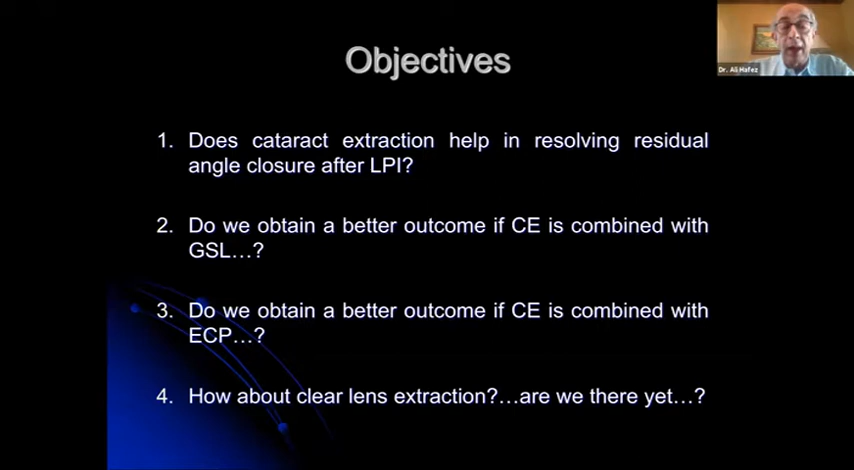 Objectives
Dr. Ali Hafez
1. Does cataract extraction help in resolving residual
angle closure after LPI?
2. Do we obtain a better outcome if CE is combined with
GSL…?
3. Do we obtain a better outcome if CE is combined with
ECP…?
4. How about clear lens extraction?…are we there yet…?